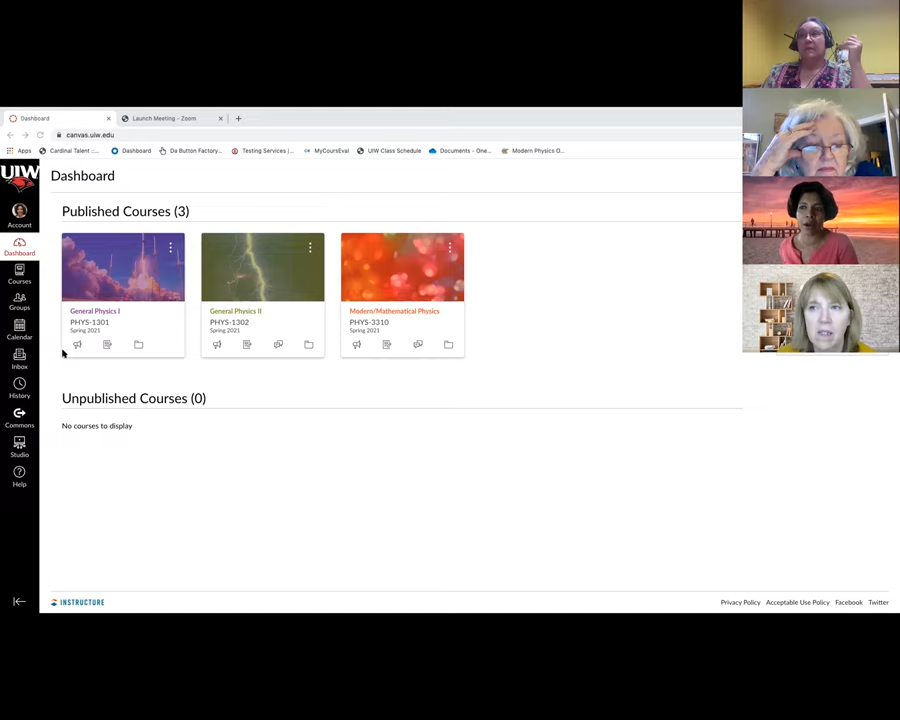 Dashboard
Launch Meeting - Zoom
canvas.uiw.edu
Apps
Cardinal Talent ::...
Dashboard
Da Button Factory...
Testing Services |...
MyCoursEval
UIW Class Schedule
Documents - One...
Modern Physics O...
UIW
Account
Dashboard
Courses
Groups
Calendar
Inbox
History
Commons
Studio
Help
Dashboard
Published Courses (3)
General Physics I
PHYS-1301
Spring 2021
General Physics II
PHYS-1302
Spring 2021
Modern/Mathematical Physics
PHYS-3310
Spring 2021
Unpublished Courses (0)
No courses to display
INSTRUCTURE
Privacy Policy Acceptable Use Policy Facebook Twitter